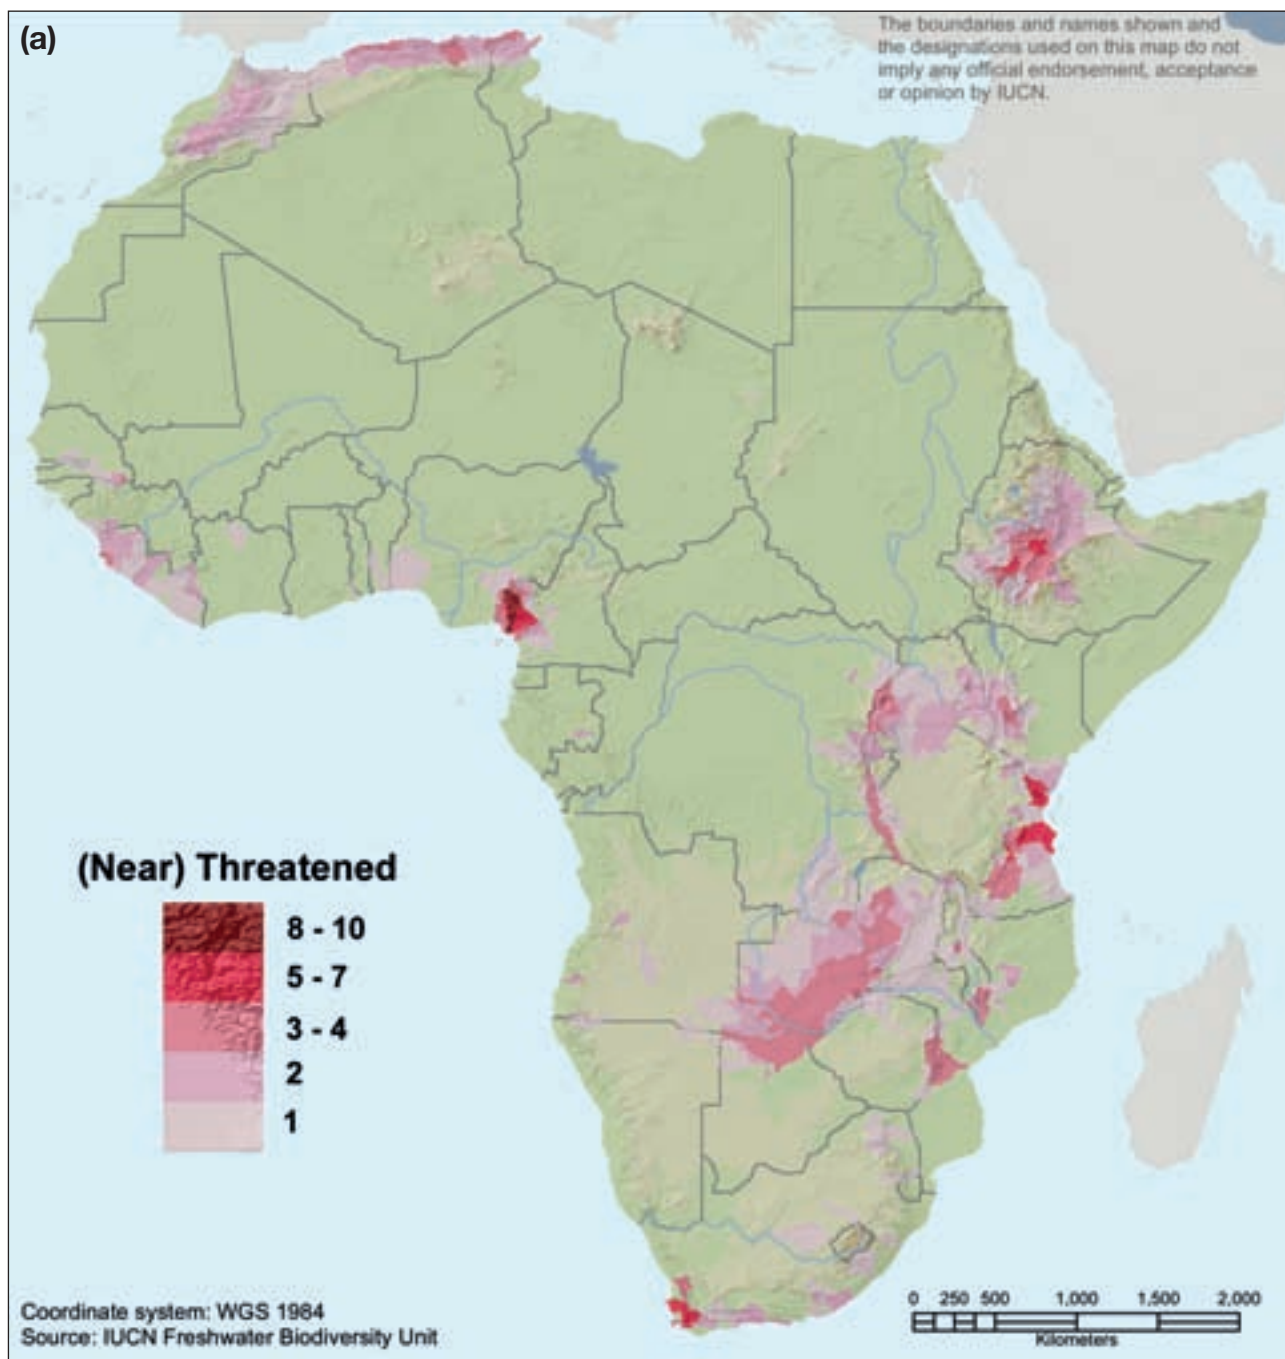 (a)
The boundaries and names shown and
the designations used on this map do not
imply any official endorsement, acceptance
or opinion by IUCN.
(Near) Threatened
8 - 10
5 - 7
3 - 4
2
1
Coordinate system: WGS 1984
Source: IUCN Freshwater Biodiversity Unit
0 250 500 1,000 1,500 2,000
Kilometers